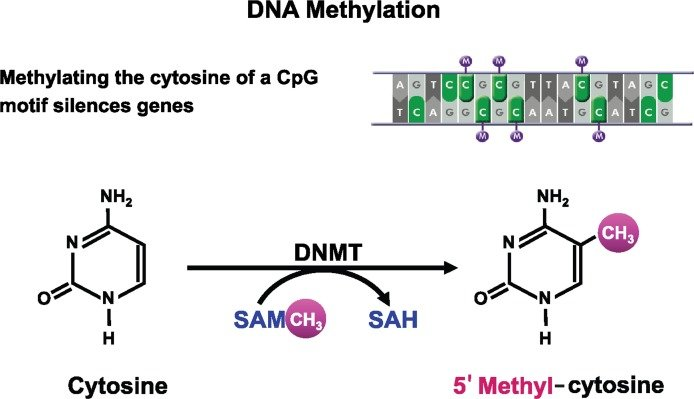 DNA Methylation
Methylating the cytosine of a CpG
motif silences genes
M M M
A G T C C G C G T T A C G T A G C
T C A G G C G C A A T G C A T C G
M M M
NH₂
N
O
N
H
Cytosine
DNMT
SAM CH₃ SAH
NH₂
CH₃
N
O
N
H
5' Methyl-cytosine